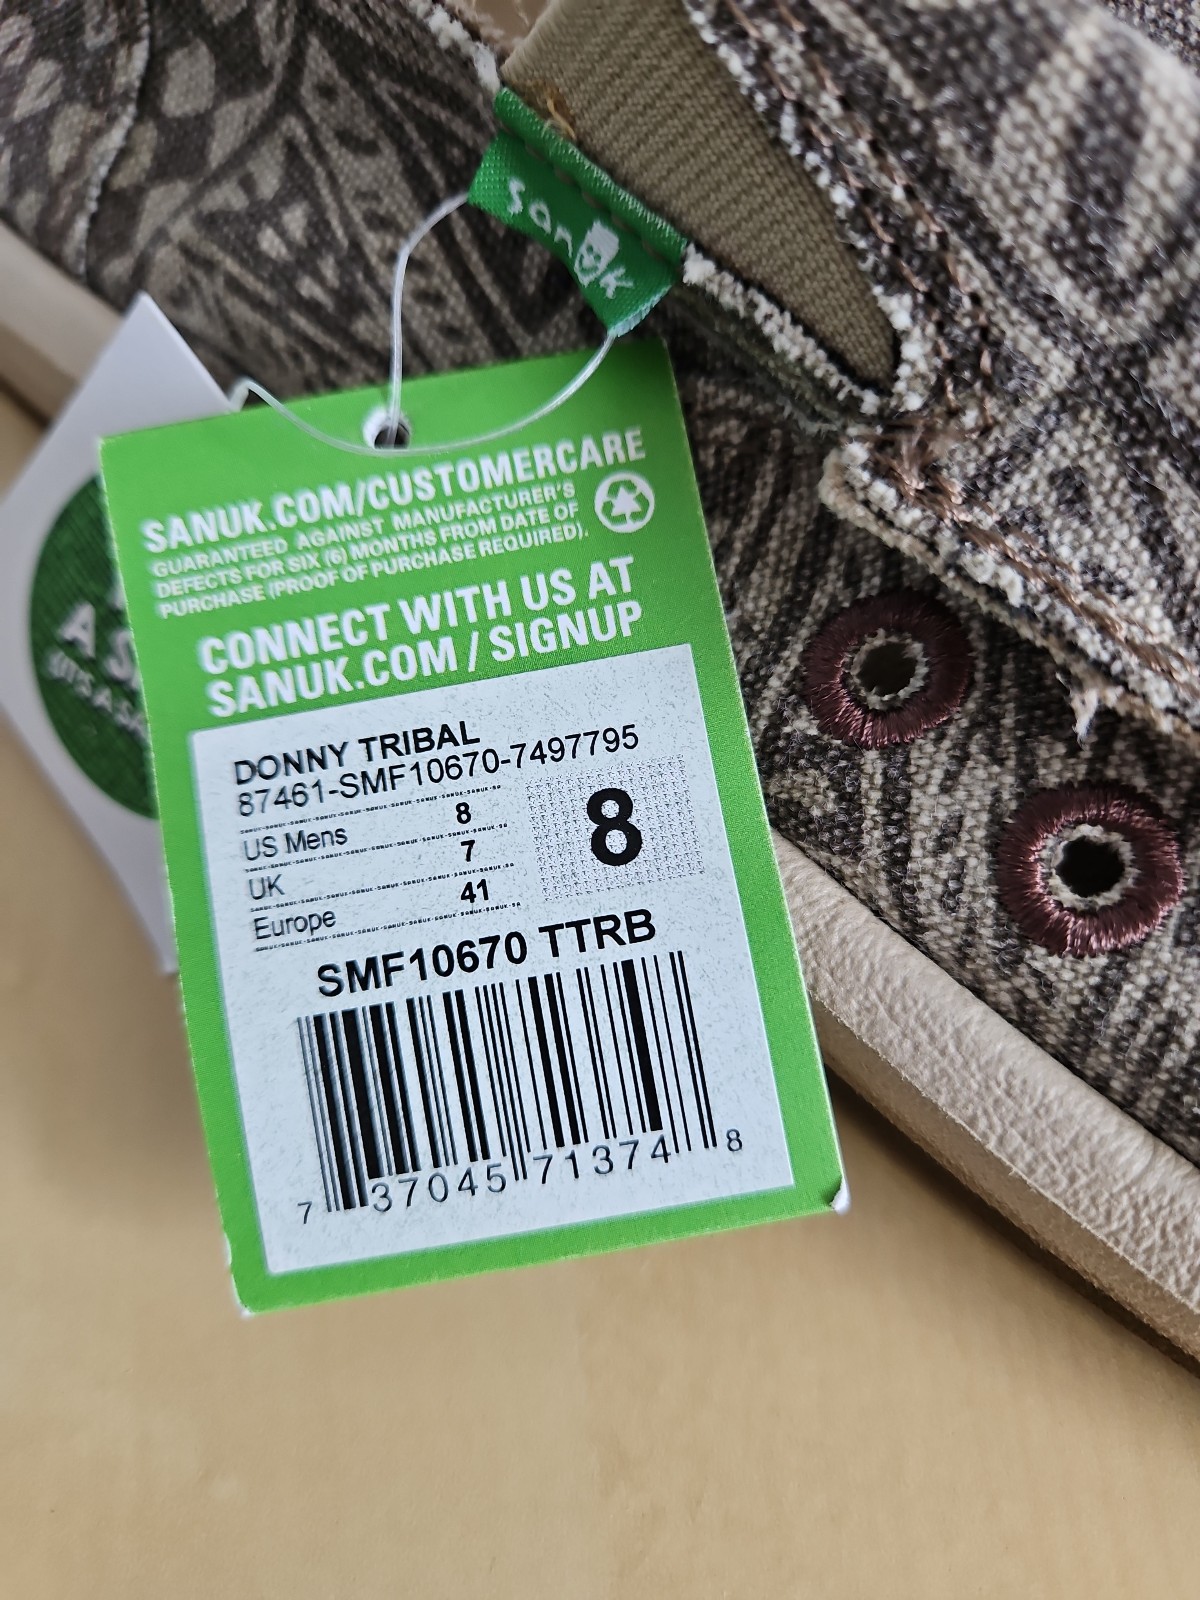 sanuk
SANUK.COM/CUSTOMERCARE
GUARANTEED AGAINST MANUFACTURER'S
DEFECTS FOR SIX (6) MONTHS FROM DATE OF
PURCHASE (PROOF OF PURCHASE REQUIRED).
CONNECT WITH US AT
SANUK.COM / SIGNUP
DONNY TRIBAL
87461-SMF10670-7497795
US Mens 8
UK 7
Europe 41
8
SMF10670 TTRB
7 37045 71374 8